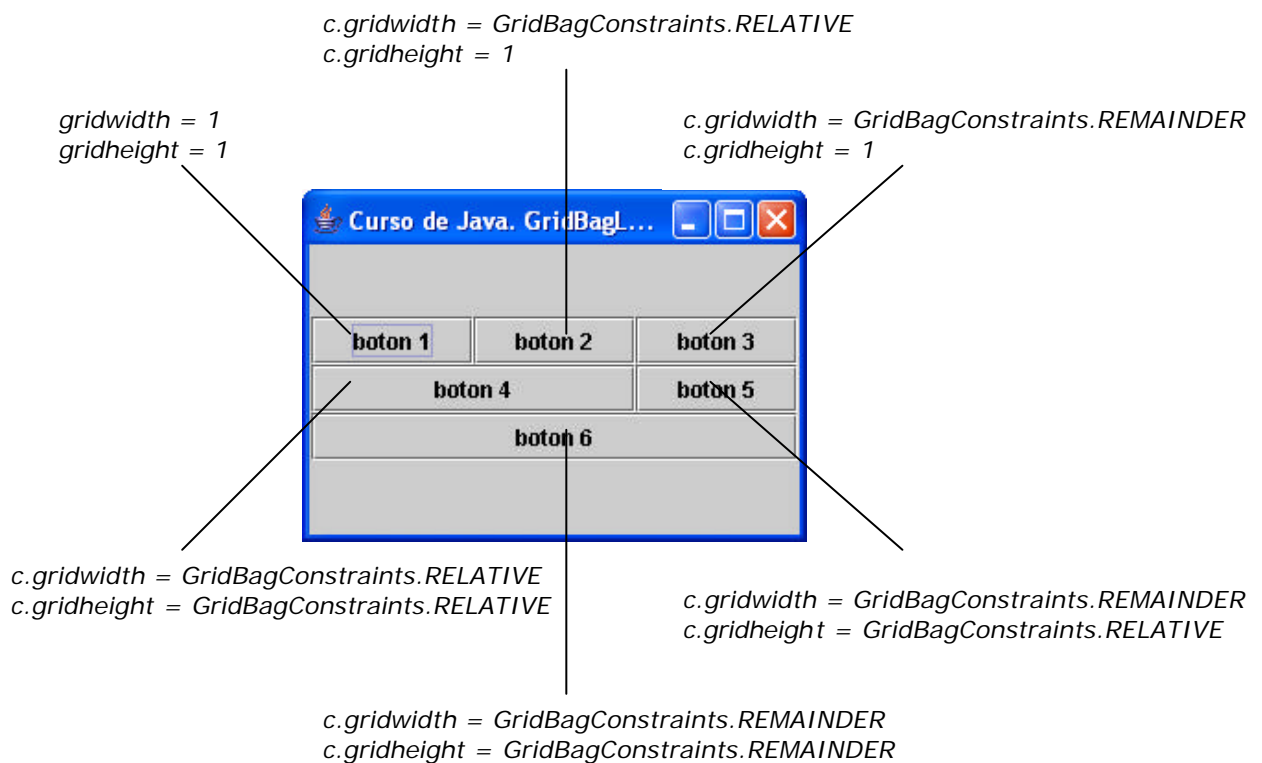 c.gridwidth = GridBagConstraints.RELATIVE
c.gridheight = 1
gridwidth = 1
gridheight = 1
c.gridwidth = GridBagConstraints.REMAINDER
c.gridheight = 1
Curso de Java. GridBagL...
boton 1
boton 2
boton 3
boton 4
boton 5
boton 6
c.gridwidth = GridBagConstraints.RELATIVE
c.gridheight = GridBagConstraints.RELATIVE
c.gridwidth = GridBagConstraints.REMAINDER
c.gridheight = GridBagConstraints.RELATIVE
c.gridwidth = GridBagConstraints.REMAINDER
c.gridheight = GridBagConstraints.REMAINDER